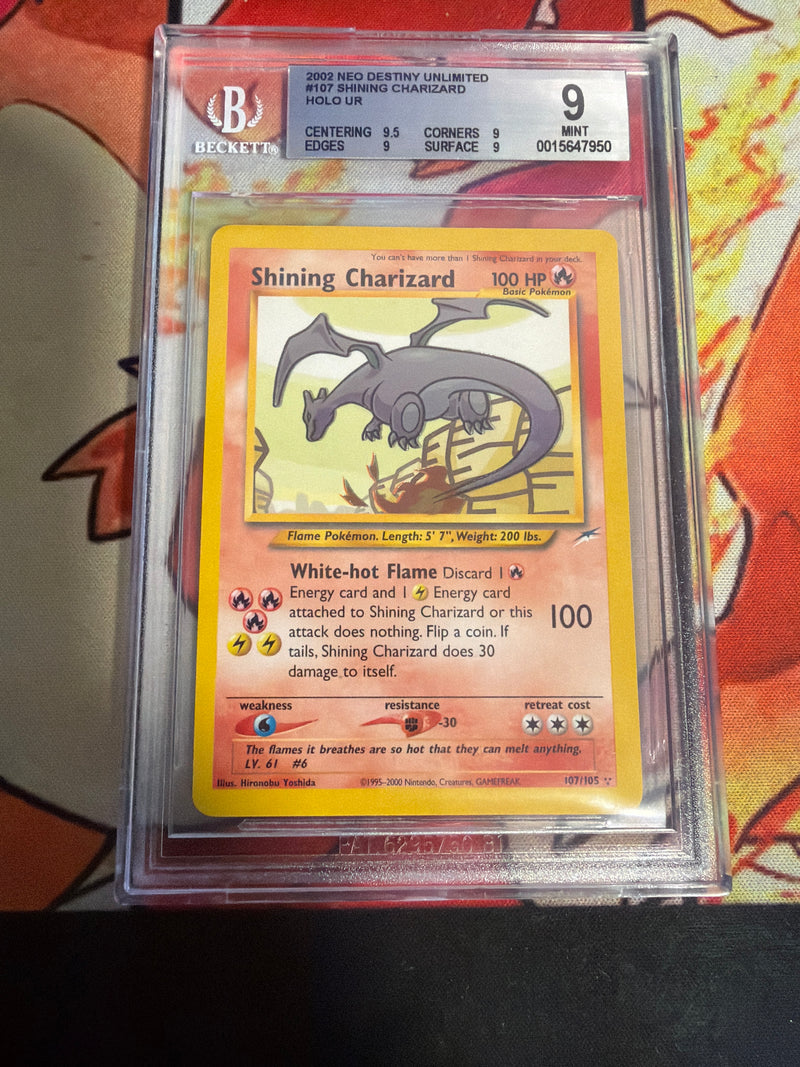 2002 NEO DESTINY UNLIMITED
#107 SHINING CHARIZARD
HOLO UR
CENTERING 9.5 CORNERS 9
EDGES 9 SURFACE 9
9
MINT
0015647950
B
BECKETT®
You can't have more than 1 Shining Charizard in your deck.
Shining Charizard 100 HP
Basic Pokémon
Flame Pokémon. Length: 5' 7", Weight: 200 lbs.
White-hot Flame Discard 1
Energy card and 1 Energy card
attached to Shining Charizard or this
attack does nothing. Flip a coin. If
tails, Shining Charizard does 30
damage to itself.
100
weakness resistance retreat cost
-30
The flames it breathes are so hot that they can melt anything.
LV. 61 #6
Illus. Hironobu Yoshida ©1995-2000 Nintendo, Creatures, GAMEFREAK. 107/105